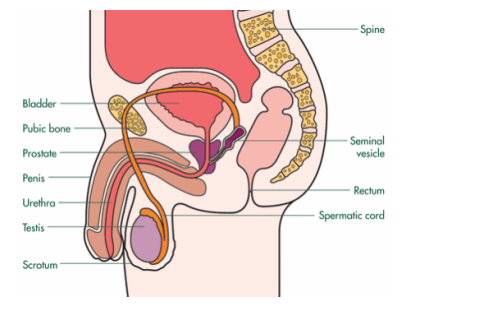 Spine
Bladder
Pubic bone
Prostate
Penis
Urethra
Testis
Scrotum
Seminal
vesicle
Rectum
Spermatic cord